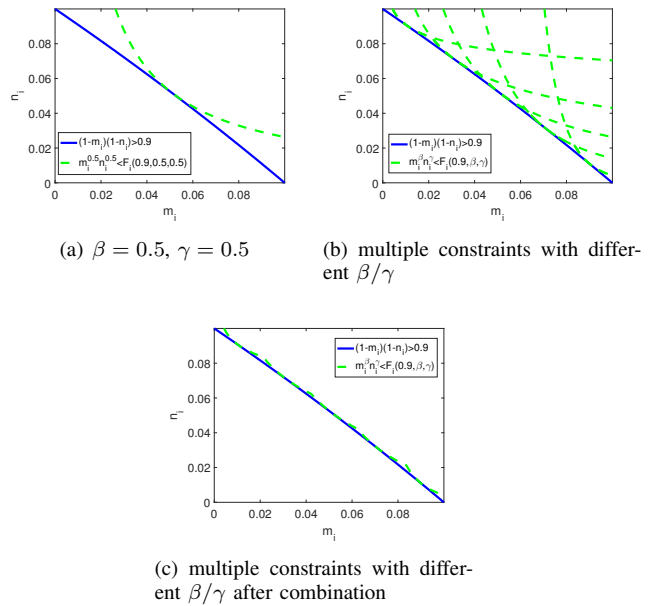 0.08
0.06
0.04
0.02
0
0 0.02 0.04 0.06 0.08
n_i
m_i
(1-m_i)(1-n_i)>0.9
m_i^0.5 n_i^0.5<F_i(0.9,0.5,0.5)
(a) β = 0.5, γ = 0.5
0.08
0.06
0.04
0.02
0
0 0.02 0.04 0.06 0.08
n_i
m_i
(1-m_i)(1-n_i)>0.9
m_i^β n_i^γ<F_i(0.9,β,γ)
(b) multiple constraints with differ-
ent β/γ
0.08
0.06
0.04
0.02
0
0 0.02 0.04 0.06 0.08
n_i
m_i
(1-m_i)(1-n_i)>0.9
m_i^β n_i^γ<F_i(0.9,β,γ)
(c) multiple constraints with differ-
ent β/γ after combination